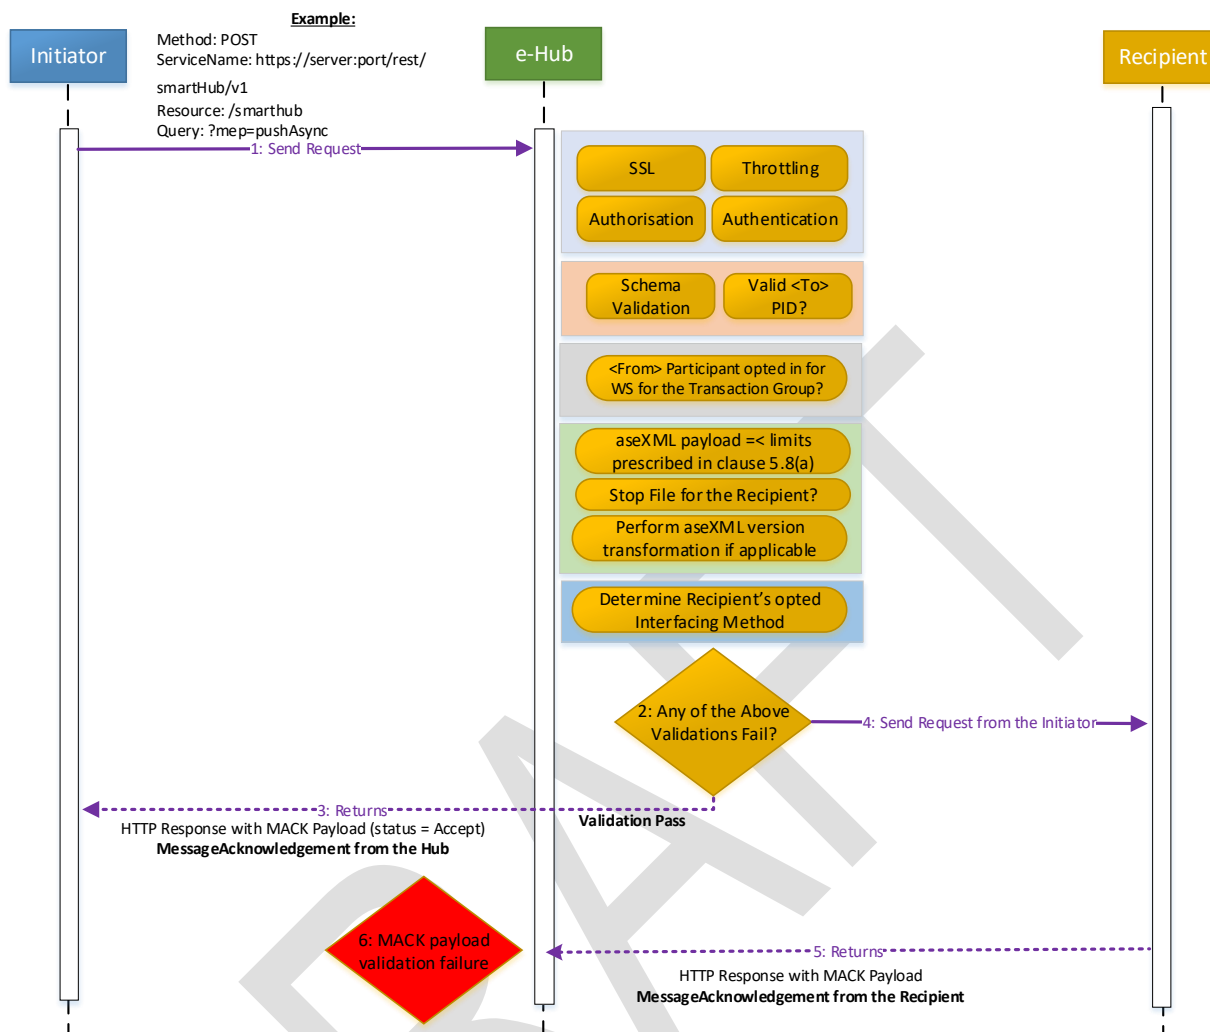 Example:
Method: POST
ServiceName: https://server:port/rest/
smartHub/v1
Resource: /smarthub
Query: ?mep=pushAsync
Initiator
e-Hub
Recipient
1: Send Request
SSL
Throttling
Authorisation
Authentication
Schema
Validation
Valid <To>
PID?
<From> Participant opted in for
WS for the Transaction Group?
aseXML payload =< limits
prescribed in clause 5.8(a)
Stop File for the Recipient?
Perform aseXML version
transformation if applicable
Determine Recipient's opted
Interfacing Method
2: Any of the Above
Validations Fail?
4: Send Request from the Initiator
3: Returns
HTTP Response with MACK Payload (status = Accept)
MessageAcknowledgement from the Hub
Validation Pass
6: MACK payload
validation failure
5: Returns
HTTP Response with MACK Payload
MessageAcknowledgement from the Recipient
DRAFT